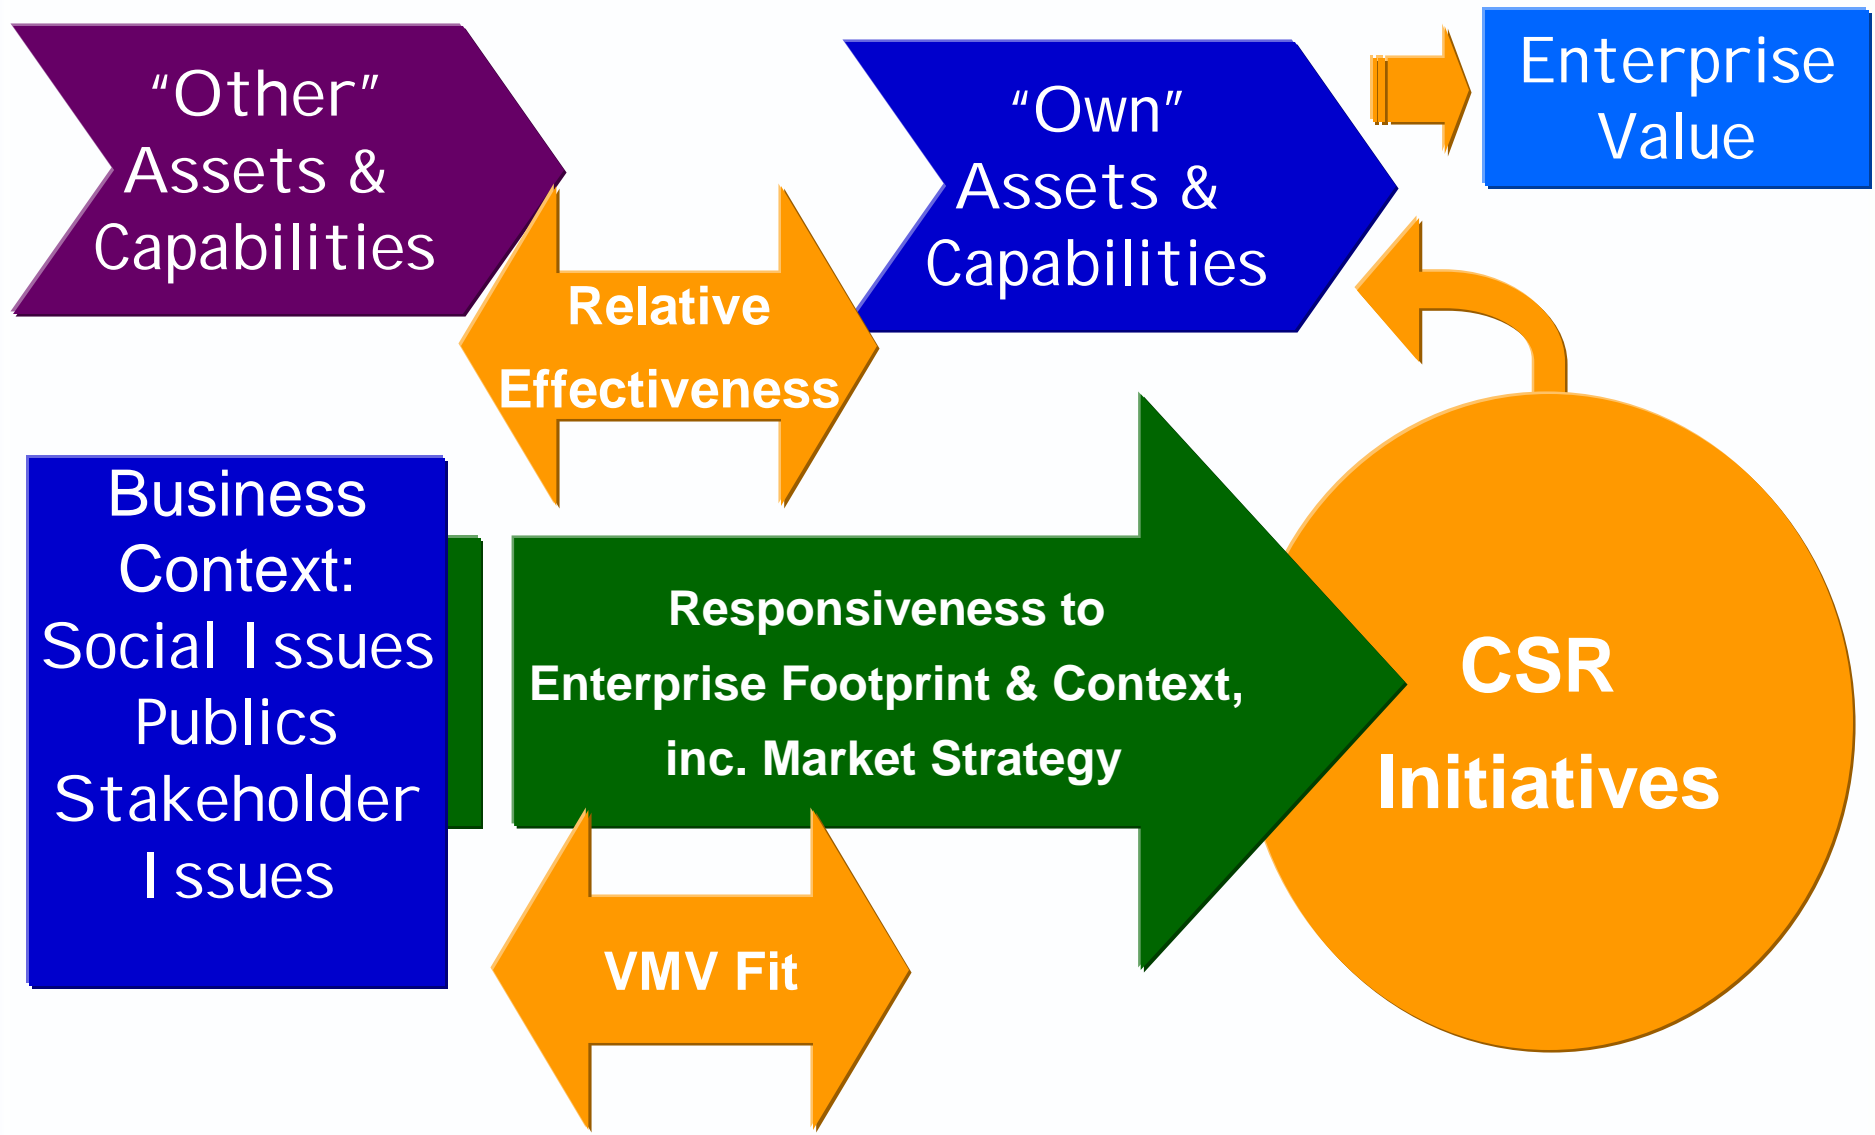 “Other”
Assets &
Capabilities
“Own”
Assets &
Capabilities
Enterprise
Value
Relative
Effectiveness
Business
Context:
Social Issues
Publics
Stakeholder
Issues
Responsiveness to
Enterprise Footprint & Context,
inc. Market Strategy
CSR
Initiatives
VMV Fit